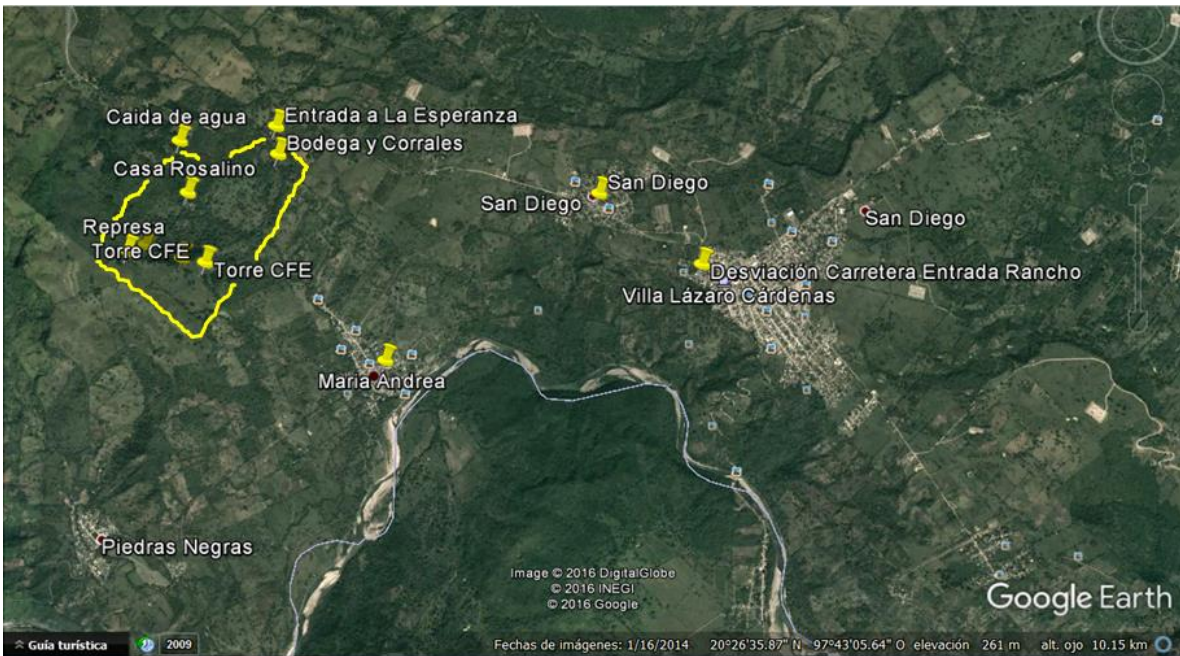 Caida de agua
Entrada a La Esperanza
Bodega y Corrales
Casa Rosalino
San Diego
San Diego
San Diego
Represa
Torre CFE
Torre CFE
Desviación Carretera Entrada Rancho
Villa Lázaro Cárdenas
Maria Andrea
Piedras Negras
Image © 2016 DigitalGlobe
© 2016 INEGI
© 2016 Google
Google Earth
Guía turística
2009
Fechas de imágenes: 1/16/2014 20°26'35.87" N 97°43'05.64" O elevación 261 m alt. ojo 10.15 km